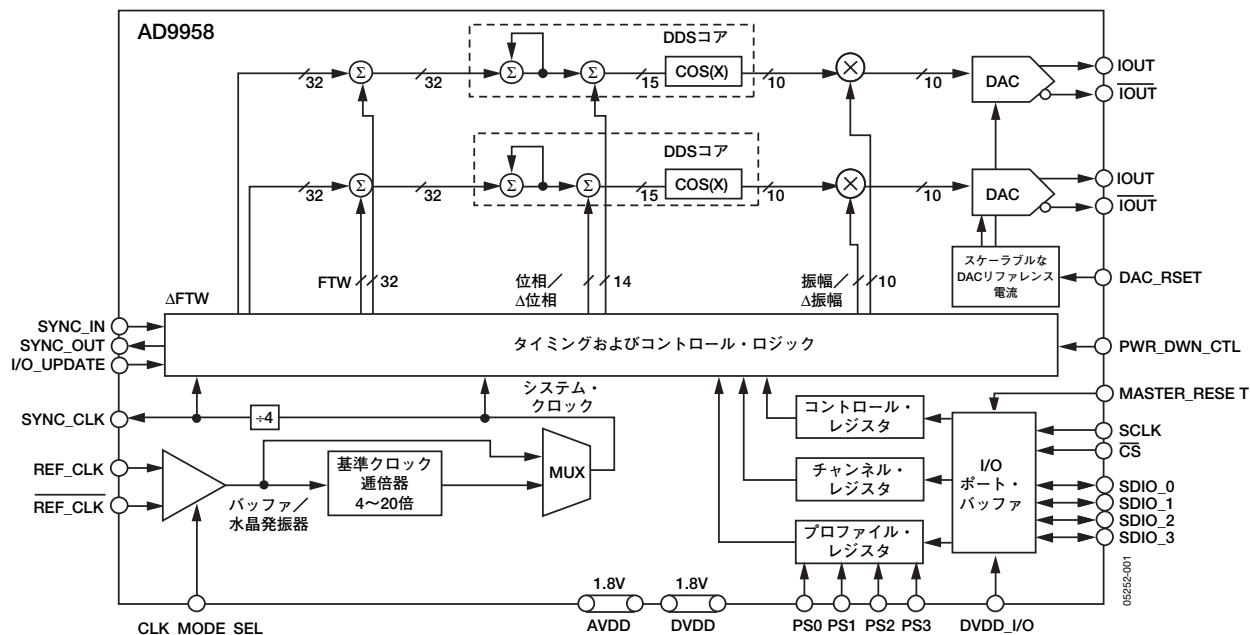 AD9958
DDSコア
32
Σ
32
Σ
Σ
15
COS(X)
10
×
10
DAC
IOUT
IOUT
DDSコア
32
Σ
32
Σ
Σ
15
COS(X)
10
×
10
DAC
IOUT
IOUT
スケーラブルな
DACリファレンス
電流
DAC_RSET
ΔFTW
FTW
32
位相/
Δ位相
14
振幅/
Δ振幅
10
SYNC_IN
SYNC_OUT
I/O_UPDATE
タイミングおよびコントロール・ロジック
PWR_DWN_CTL
システム・
クロック
SYNC_CLK
÷4
REF_CLK
REF_CLK
バッファ/
水晶発振器
基準クロック
逓倍器
4~20倍
MUX
コントロール・
レジスタ
チャンネル・
レジスタ
プロファイル・
レジスタ
I/O
ポート・
バッファ
MASTER_RESE T
SCLK
CS
SDIO_0
SDIO_1
SDIO_2
SDIO_3
1.8V
1.8V
CLK_MODE_SEL
AVDD
DVDD
PS0 PS1 PS2 PS3
DVDD_I/O
05252-001